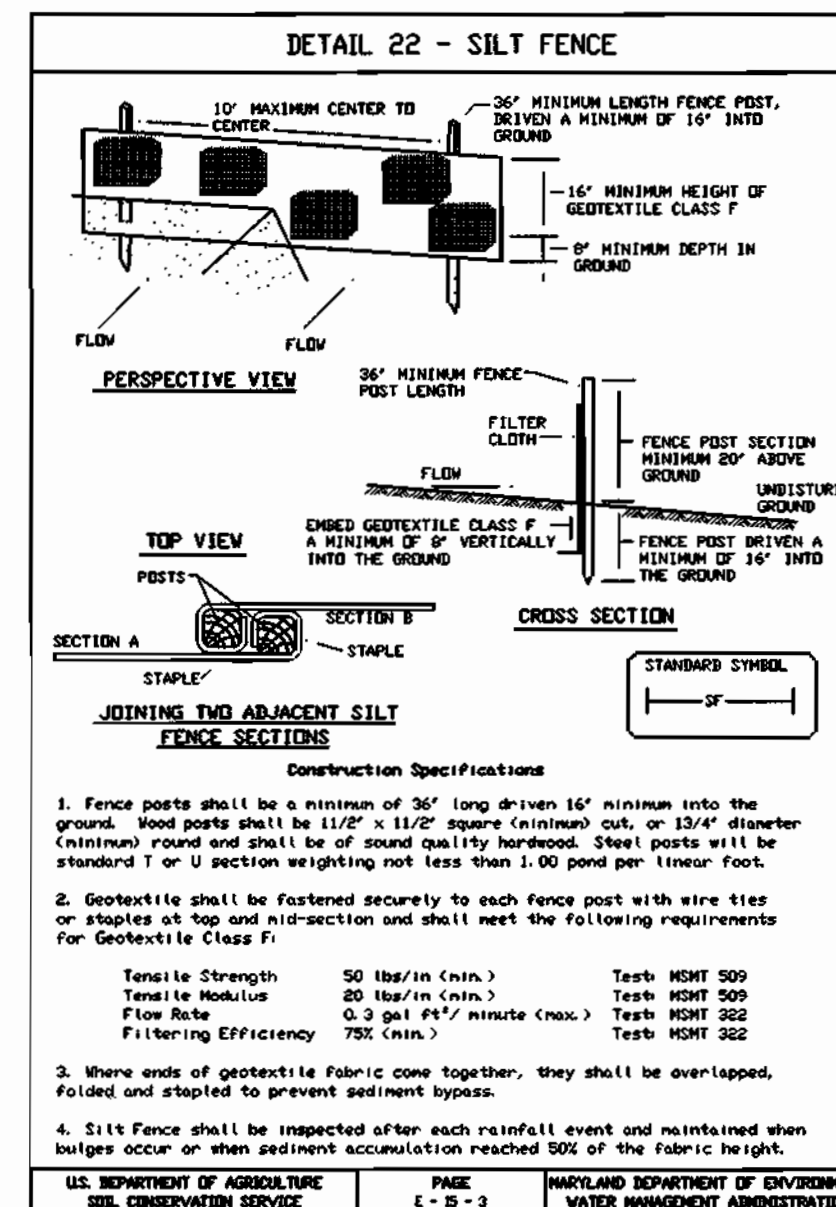 DETAIL 22 - SILT FENCE
10' MAXIMUM CENTER TO
CENTER
36" MINIMUM LENGTH FENCE POST,
DRIVEN A MINIMUM OF 16" INTO
GROUND
16" MINIMUM HEIGHT OF
GEOTEXTILE CLASS F
8" MINIMUM DEPTH IN
GROUND
FLOW
FLOW
PERSPECTIVE VIEW
36" MINIMUM FENCE
POST LENGTH
FILTER
CLOTH
FLOW
FENCE POST SECTION
MINIMUM 20" ABOVE
GROUND
UNDISTUR
GROUND
EMBED GEOTEXTILE CLASS F
A MINIMUM OF 8" VERTICALLY
INTO THE GROUND
FENCE POST DRIVEN A
MINIMUM OF 16" INTO
THE GROUND
CROSS SECTION
TOP VIEW
POSTS
SECTION B
SECTION A
STAPLE
STAPLE
JOINING TWO ADJACENT SILT
FENCE SECTIONS
STANDARD SYMBOL
SF
Construction Specifications
1. Fence posts shall be a minimum of 36" long driven 16" minimum into the
ground. Wood posts shall be 11/2" x 11/2" square (minimum) cut, or 13/4" diameter
(minimum) round and shall be of sound quality hardwood. Steel posts will be
standard T or U section weighting not less than 1.00 pond per linear foot.
2. Geotextile shall be fastened securely to each fence post with wire ties
or staples at top and mid-section and shall meet the following requirements
for Geotextile Class F:
Tensile Strength 50 lbs/in (min.) Test: MSMT 509
Tensile Modulus 20 lbs/in (min.) Test: MSMT 509
Flow Rate 0.3 gal ft²/ minute (max.) Test: MSMT 322
Filtering Efficiency 75% (min.) Test: MSMT 322
3. Where ends of geotextile fabric come together, they shall be overlapped,
folded and stapled to prevent sediment bypass.
4. Silt Fence shall be inspected after each rainfall event and maintained when
bulges occur or when sediment accumulation reached 50% of the fabric height.
U.S. DEPARTMENT OF AGRICULTURE
SOIL CONSERVATION SERVICE
PAGE
E - 15 - 3
MARYLAND DEPARTMENT OF ENVIRONM
WATER MANAGEMENT ADMINISTRATIO